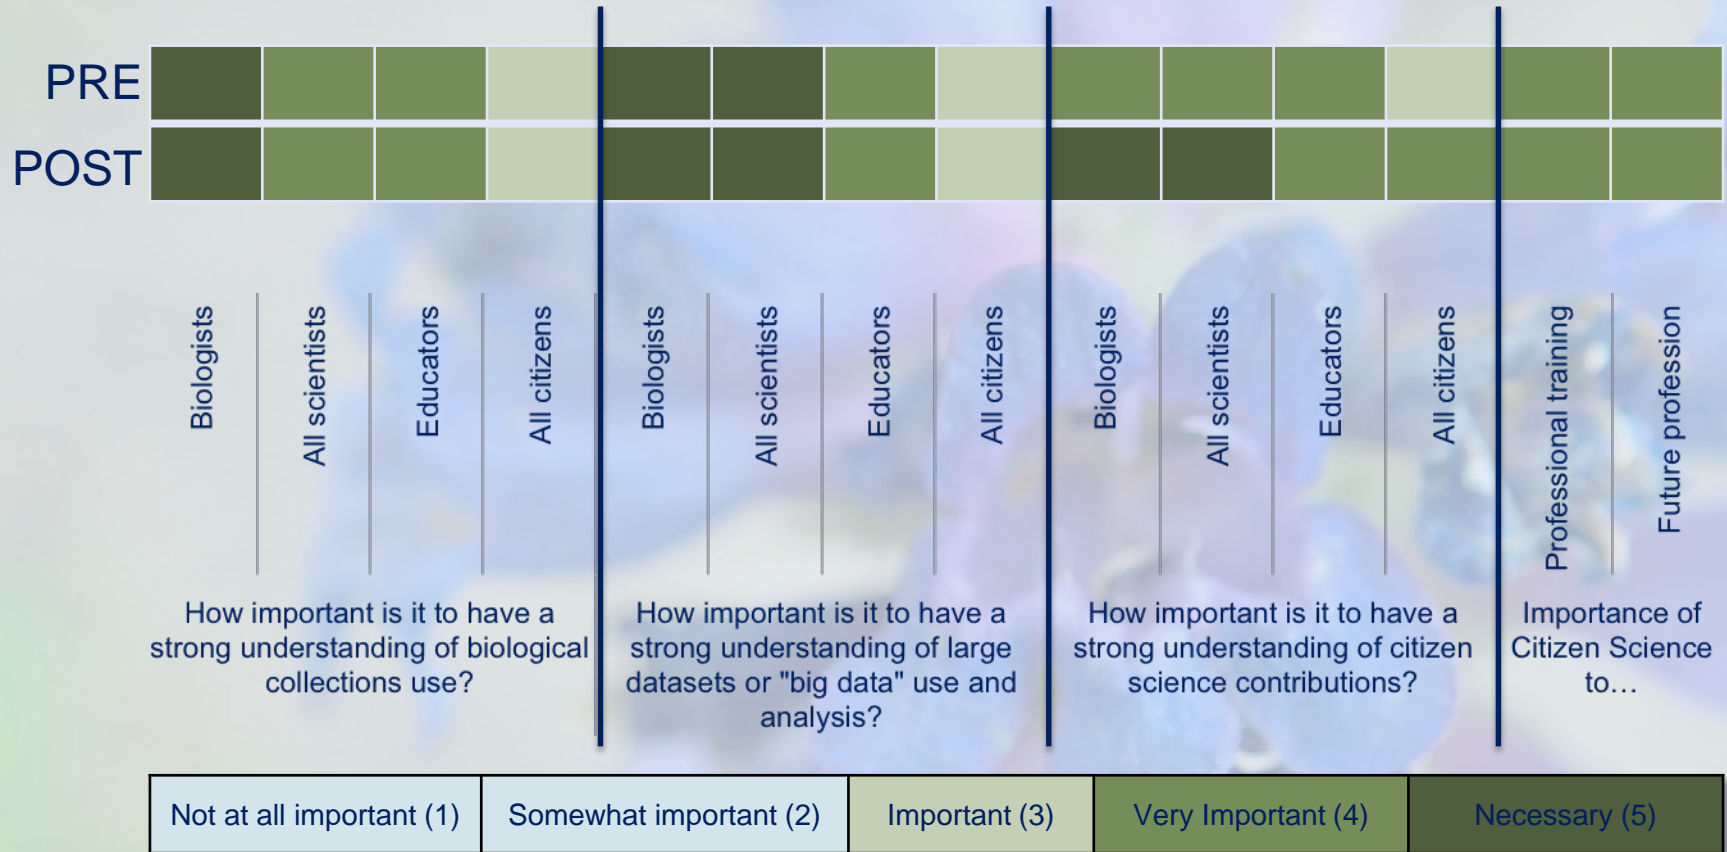 PRE
POST
Biologists
All scientists
Educators
All citizens
Biologists
All scientists
Educators
All citizens
Biologists
All scientists
Educators
All citizens
Professional training
Future profession
How important is it to have a
strong understanding of biological
collections use?
How important is it to have a
strong understanding of large
datasets or "big data" use and
analysis?
How important is it to have a
strong understanding of citizen
science contributions?
Importance of
Citizen Science
to...
Not at all important (1)
Somewhat important (2)
Important (3)
Very Important (4)
Necessary (5)